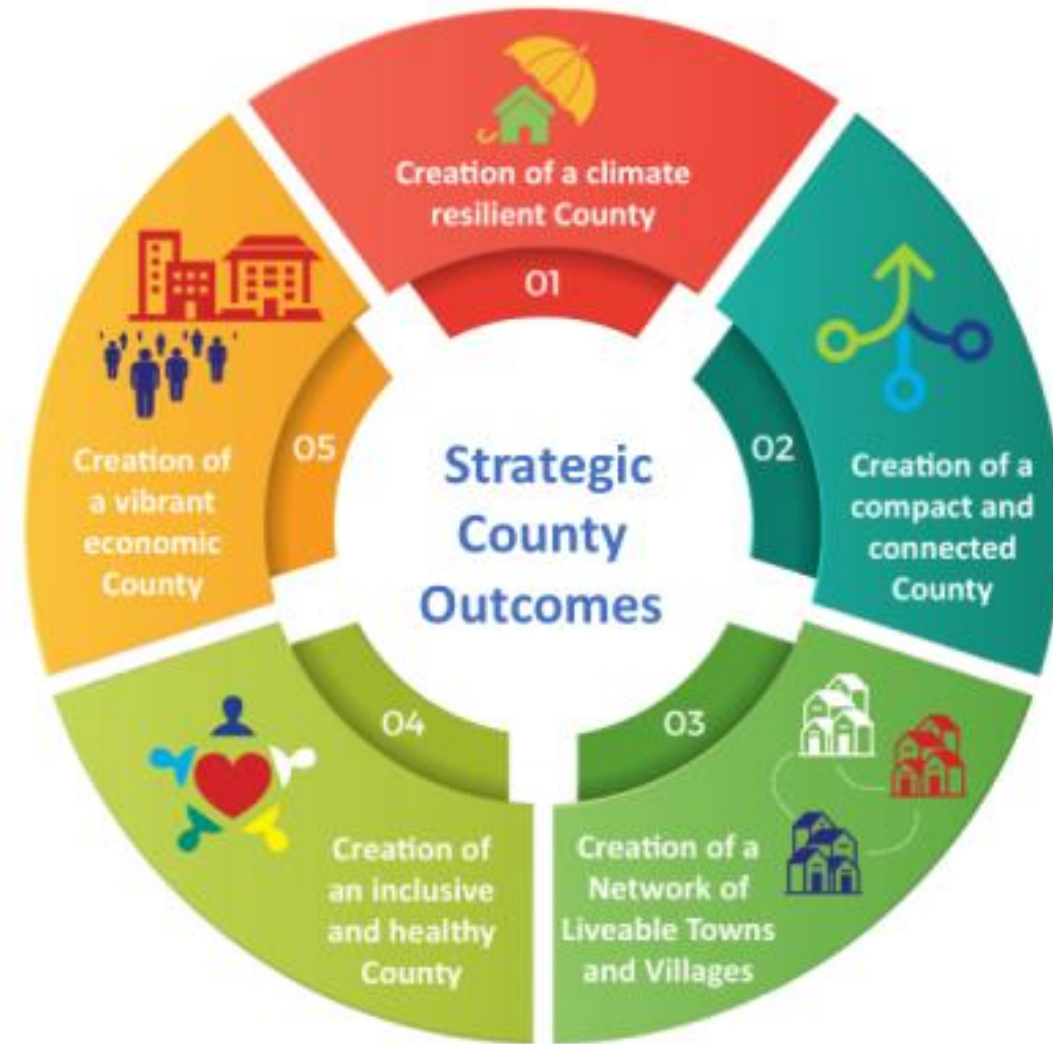 Creation of a climate
resilient County
01
02
Creation of a
compact and
connected
County
03
Creation of a
Network of
Liveable Towns
and Villages
04
Creation of
an inclusive
and healthy
County
05
Creation of
a vibrant
economic
County
Strategic
County
Outcomes